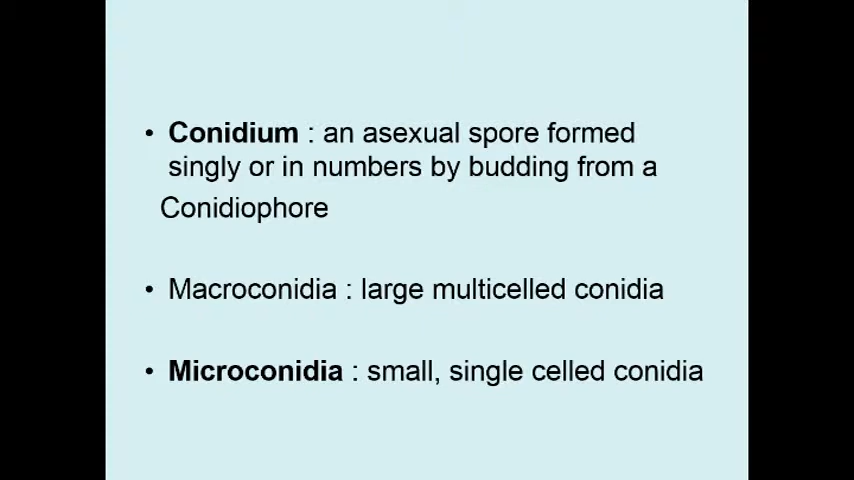 • Conidium : an asexual spore formed
singly or in numbers by budding from a
Conidiophore
• Macroconidia : large multicelled conidia
• Microconidia : small, single celled conidia